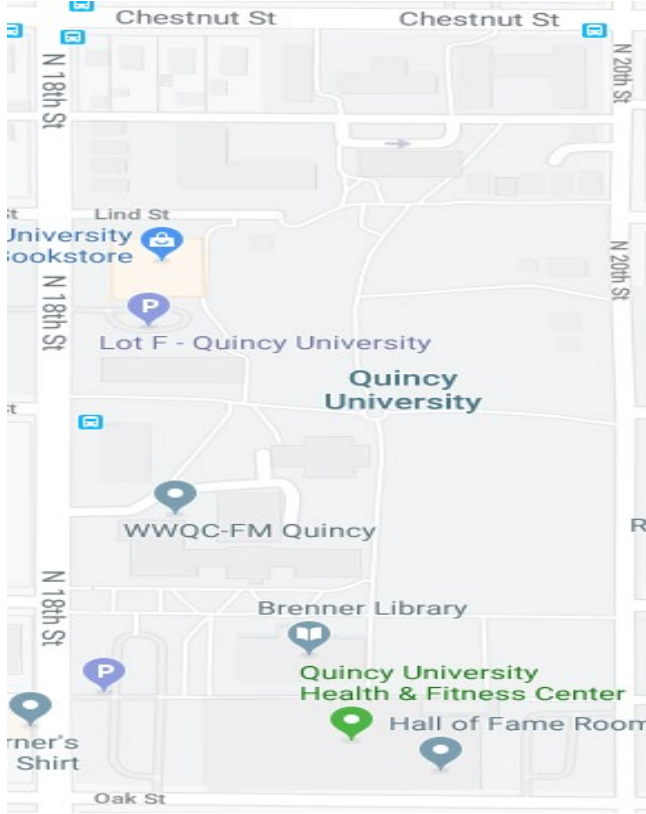 Chestnut St
Chestnut St
N 18th St
N 20th St
Lind St
University
Bookstore
N 20th St
N 18th St
P
Lot F - Quincy University
Quincy
University
WWQC-FM Quincy
R
N 18th St
Brenner Library
P
Quincy University
Health & Fitness Center
Hall of Fame Room
rner's
Shirt
Oak St